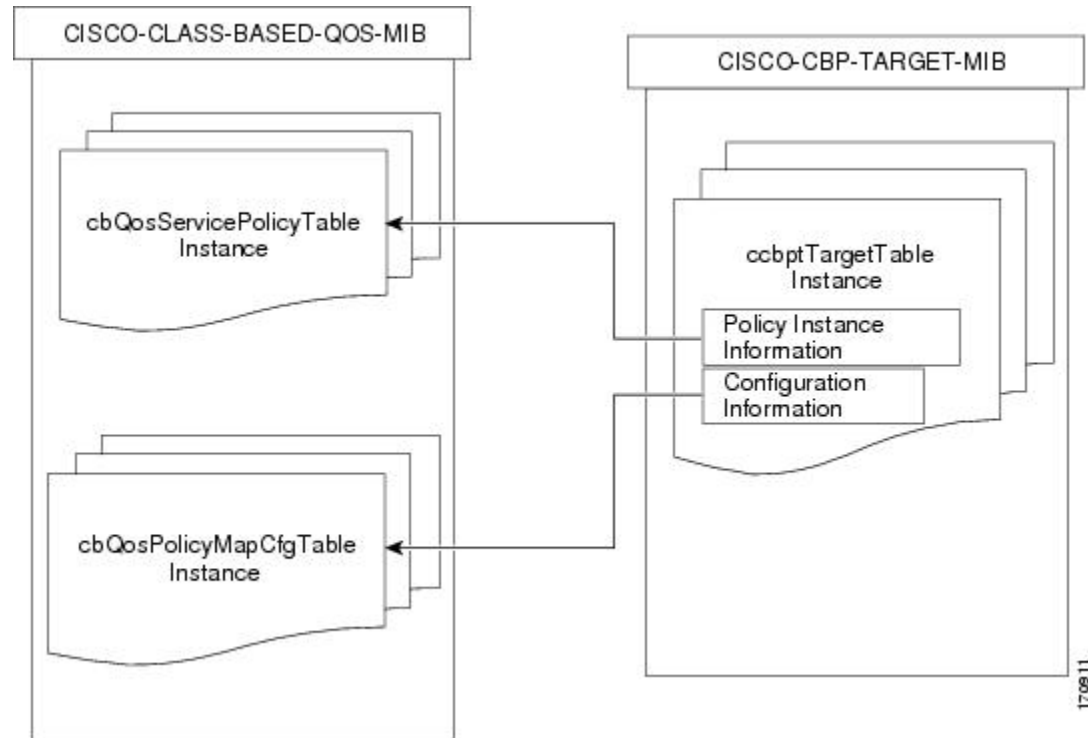 CISCO-CLASS-BASED-QOS-MIB
cbQosServicePolicyTable
Instance
cbQosPolicyMapCfgTable
Instance
CISCO-CBP-TARGET-MIB
ccbptTargetTable
Instance
Policy Instance
Information
Configuration
Information
179911